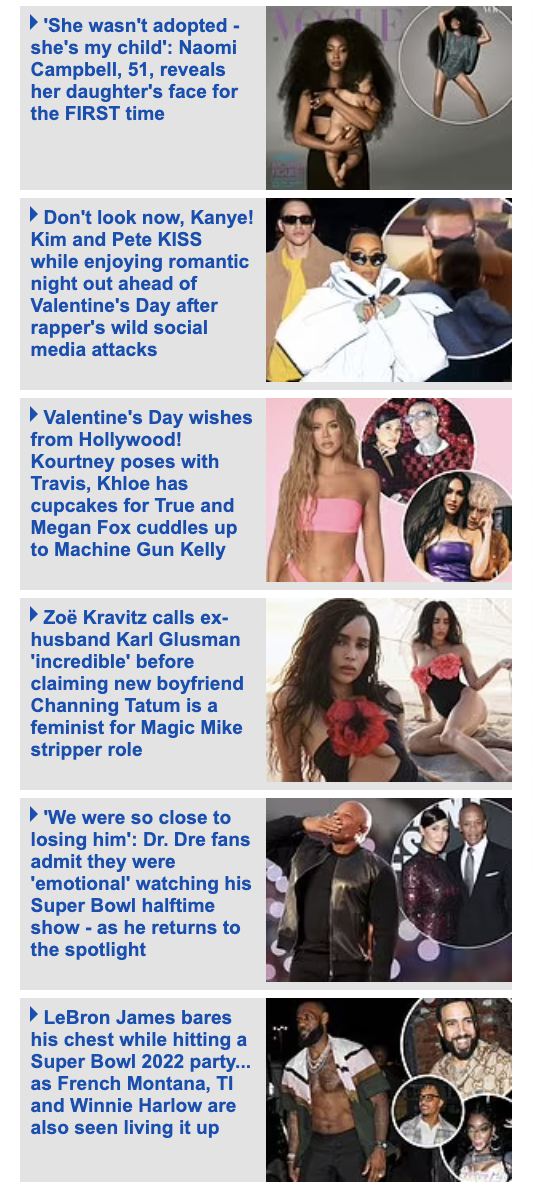 'She wasn't adopted -
she's my child': Naomi
Campbell, 51, reveals
her daughter's face for
the FIRST time
VOGUE
Don't look now, Kanye!
Kim and Pete KISS
while enjoying romantic
night out ahead of
Valentine's Day after
rapper's wild social
media attacks
Valentine's Day wishes
from Hollywood!
Kourtney poses with
Travis, Khloe has
cupcakes for True and
Megan Fox cuddles up
to Machine Gun Kelly
Zoë Kravitz calls ex-
husband Karl Glusman
'incredible' before
claiming new boyfriend
Channing Tatum is a
feminist for Magic Mike
stripper role
'We were so close to
losing him': Dr. Dre fans
admit they were
'emotional' watching his
Super Bowl halftime
show - as he returns to
the spotlight
LeBron James bares
his chest while hitting a
Super Bowl 2022 party...
as French Montana, TI
and Winnie Harlow are
also seen living it up